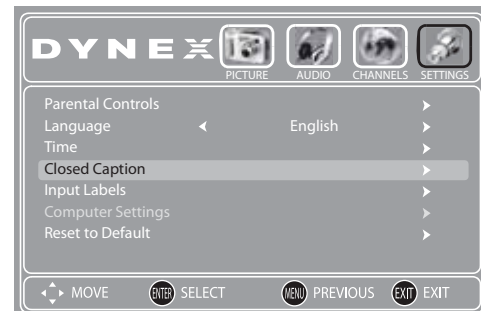 DYNEX
PICTURE AUDIO CHANNELS SETTINGS
Parental Controls
Language English
Time
Closed Caption
Input Labels
Computer Settings
Reset to Default
MOVE ENTER SELECT MENU PREVIOUS EXIT EXIT